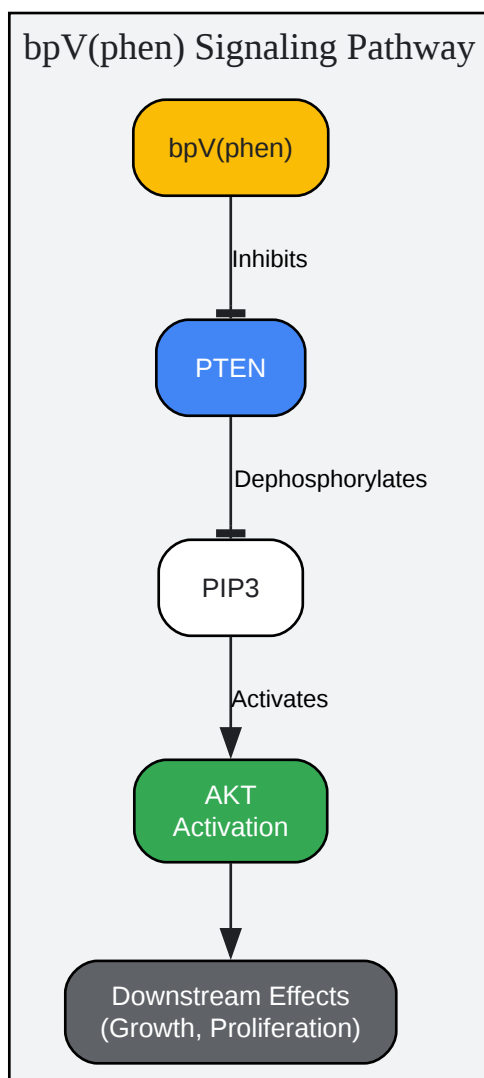 bpV(phen) Signaling Pathway
bpV(phen)
Inhibits
PTEN
Dephosphorylates
PIP3
Activates
AKT
Activation
Downstream Effects
(Growth, Proliferation)